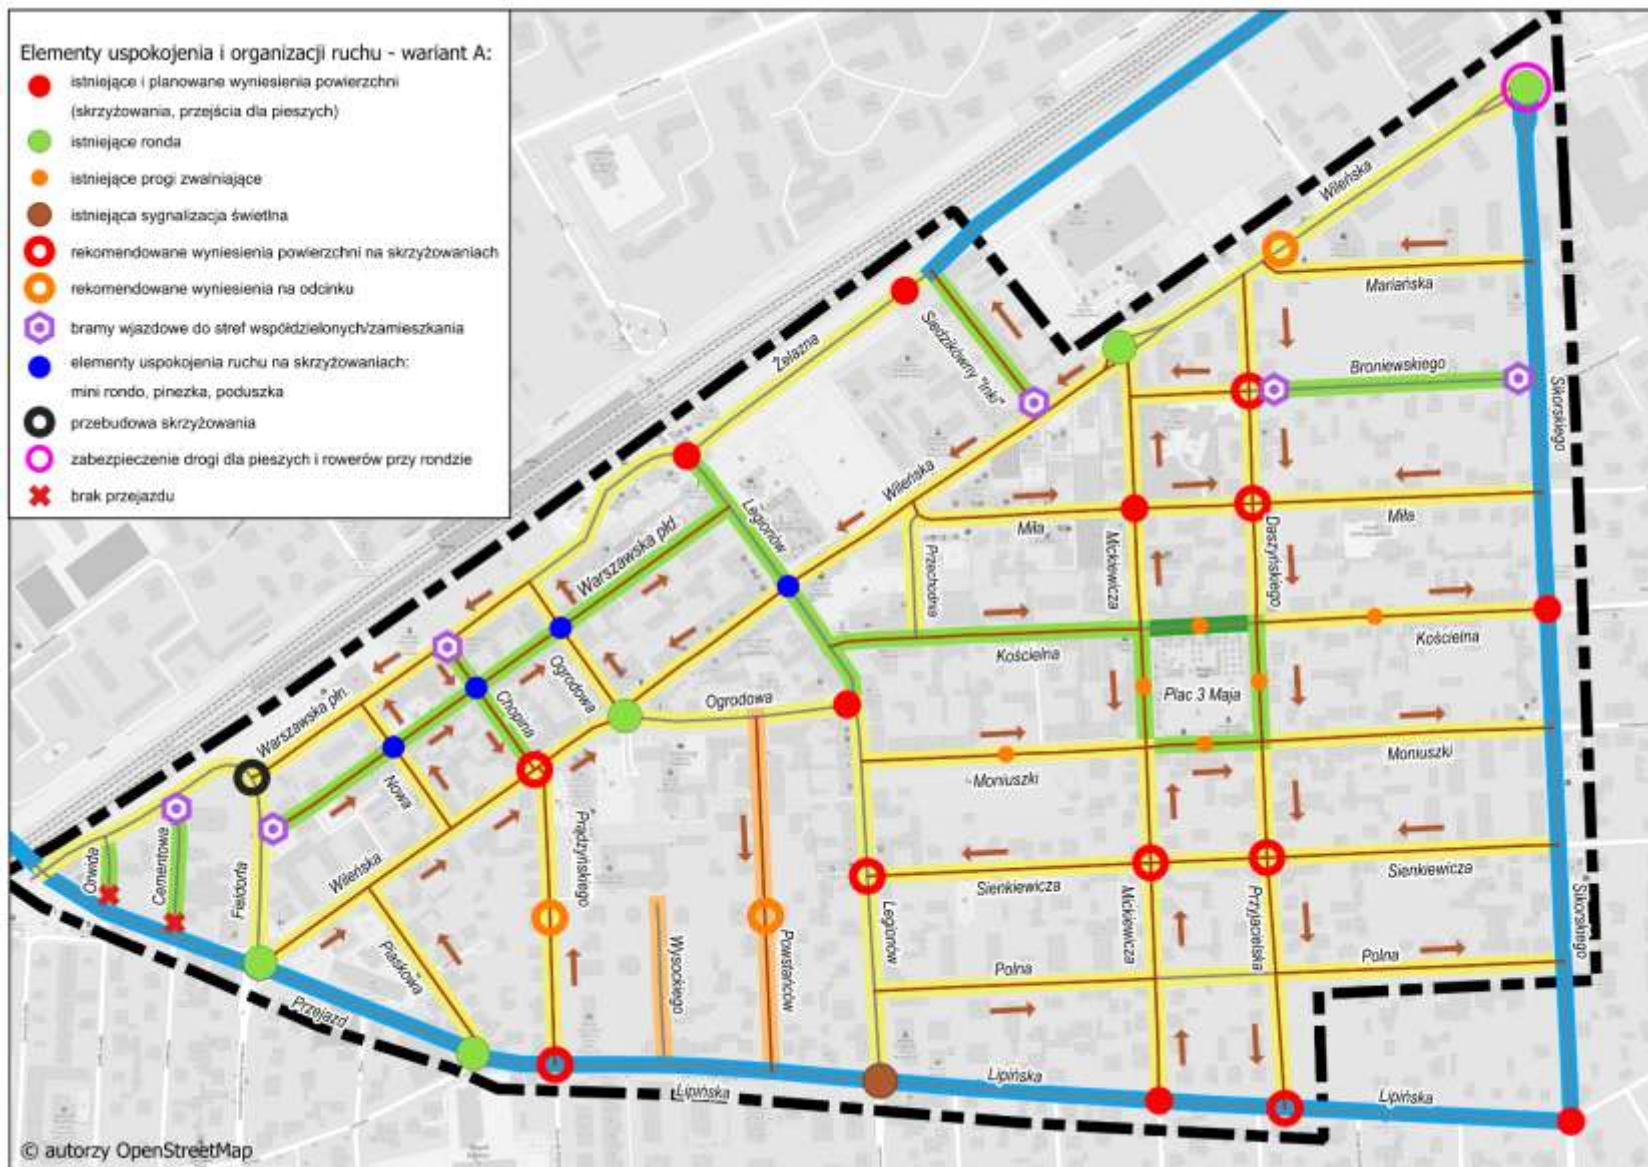 Elementy uspokojenia i organizacji ruchu - wariant A:
istniejące i planowane wyniesienia powierzchni
(skrzyżowania, przejścia dla pieszych)
istniejące ronda
istniejące progi zwalniające
istniejąca sygnalizacja świetlna
rekomendowane wyniesienia powierzchni na skrzyżowaniach
rekomendowane wyniesienia na odcinku
bramy wjazdowe do stref współdzielonych/zamieszkania
elementy uspokojenia ruchu na skrzyżowaniach:
mini rondo, pinezka, poduszka
przebudowa skrzyżowania
zabezpieczenie drogi dla pieszych i rowerów przy rondzie
brak przejazdu
Wileńska
Mariańska
Żelazna
Siedzikówny "Inki"
Broniewskiego
Sikorskiego
Wileńska
Legionów
Warszawska płd.
Miła
Mickiewicza
Daszyńskiego
Miła
Przechodnia
Kościelna
Kościelna
Ogrodowa
Ogrodowa
Plac 3 Maja
Warszawska płn.
Chopina
Moniuszki
Moniuszki
Nowa
Prądzyńskiego
Wileńska
Orwida
Cementowa
Fieldorfa
Sienkiewicza
Sienkiewicza
Legionów
Mickiewicza
Przyjacielska
Sikorskiego
Piaskowa
Wysockiego
Powstańców
Polna
Polna
Przejazd
Lipińska
Lipińska
Lipińska
© autorzy OpenStreetMap